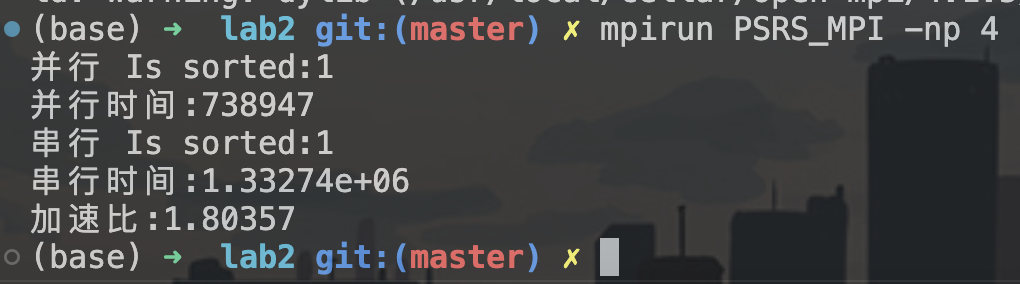 (base) ➜ lab2 git:(master) ✗ mpirun PSRS_MPI -np 4
并行 Is sorted:1
并行时间:738947
串行 Is sorted:1
串行时间:1.33274e+06
加速比:1.80357
(base) ➜ lab2 git:(master) ✗